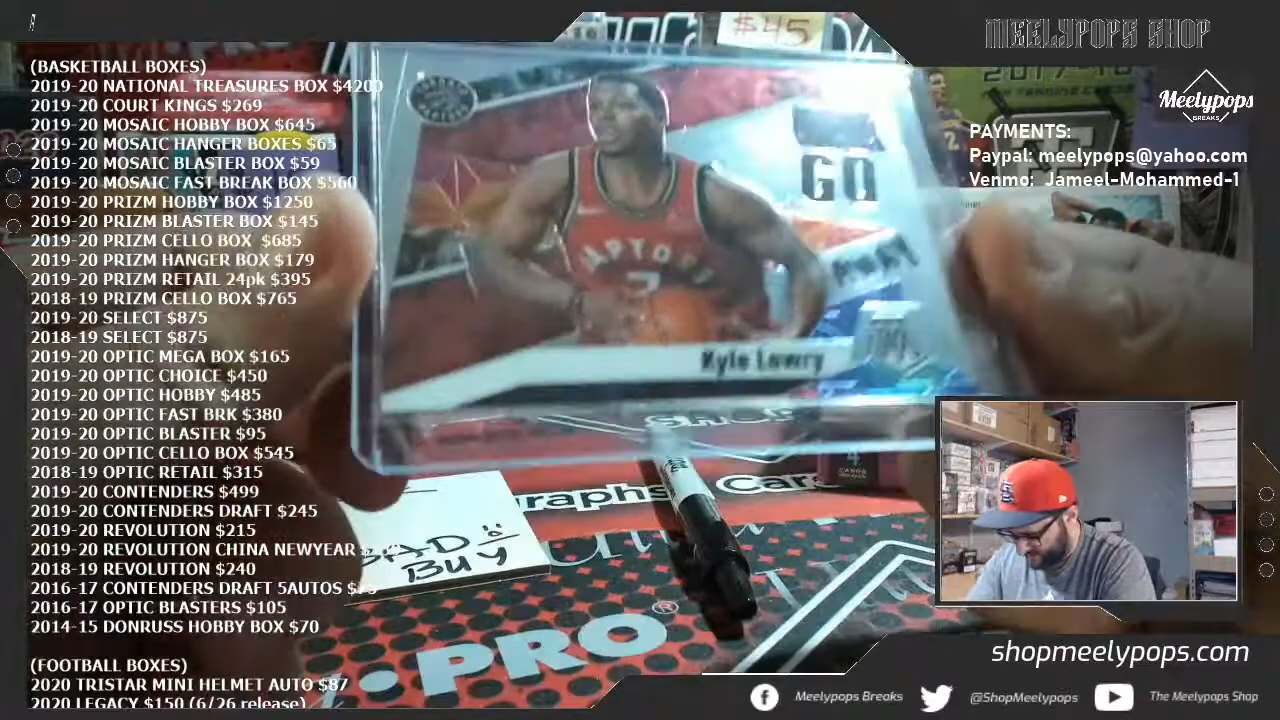 (BASKETBALL BOXES)
2019-20 NATIONAL TREASURES BOX $4200
2019-20 COURT KINGS $269
2019-20 MOSAIC HOBBY BOX $645
2019-20 MOSAIC HANGER BOXES $65
2019-20 MOSAIC BLASTER BOX $59
2019-20 MOSAIC FAST BREAK BOX $560
2019-20 PRIZM HOBBY BOX $1250
2019-20 PRIZM BLASTER BOX $145
2019-20 PRIZM CELLO BOX $685
2019-20 PRIZM HANGER BOX $179
2019-20 PRIZM RETAIL 24pk $395
2018-19 PRIZM CELLO BOX $765
2019-20 SELECT $875
2018-19 SELECT $875
2019-20 OPTIC MEGA BOX $165
2019-20 OPTIC CHOICE $450
2019-20 OPTIC HOBBY $485
2019-20 OPTIC FAST BRK $380
2019-20 OPTIC BLASTER $95
2019-20 OPTIC CELLO BOX $545
2018-19 OPTIC RETAIL $315
2019-20 CONTENDERS $499
2019-20 CONTENDERS DRAFT $245
2019-20 REVOLUTION $215
2019-20 REVOLUTION CHINA NEWYEAR
2018-19 REVOLUTION $240
2016-17 CONTENDERS DRAFT 5AUTOS
2016-17 OPTIC BLASTERS $105
2014-15 DONRUSS HOBBY BOX $70
(FOOTBALL BOXES)
2020 TRISTAR MINI HELMET AUTO $87
2020 LEGACY $150 (6/26 release)
$45
GO
RAPTORS
7
Kyle Lowry
BUY
PRO®
2017-18
MEELYPOPS SHOP
Meelypops
BREAKS
PAYMENTS:
Paypal: meelypops@yahoo.com
Venmo: Jameel-Mohammed-1
shopmeelypops.com
Meelypops Breaks
@ShopMeelypops
The Meelypops Shop